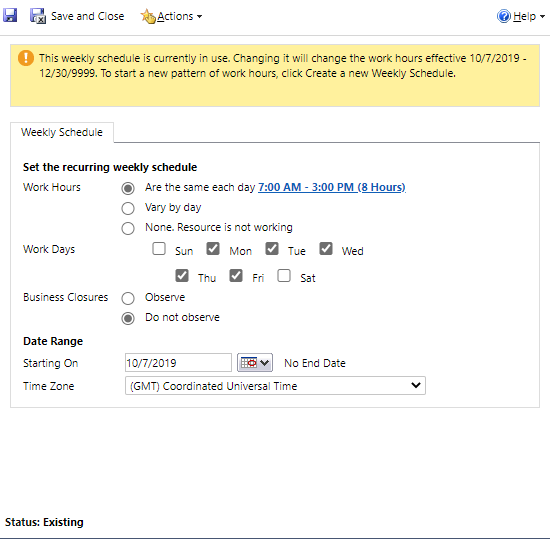 Save and Close Actions Help
This weekly schedule is currently in use. Changing it will change the work hours effective 10/7/2019 -
12/30/9999. To start a new pattern of work hours, click Create a new Weekly Schedule.
Weekly Schedule
Set the recurring weekly schedule
Work Hours Are the same each day 7:00 AM - 3:00 PM (8 Hours)
Vary by day
None. Resource is not working
Work Days Sun Mon Tue Wed
Thu Fri Sat
Business Closures Observe
Do not observe
Date Range
Starting On 10/7/2019 No End Date
Time Zone (GMT) Coordinated Universal Time
Status: Existing